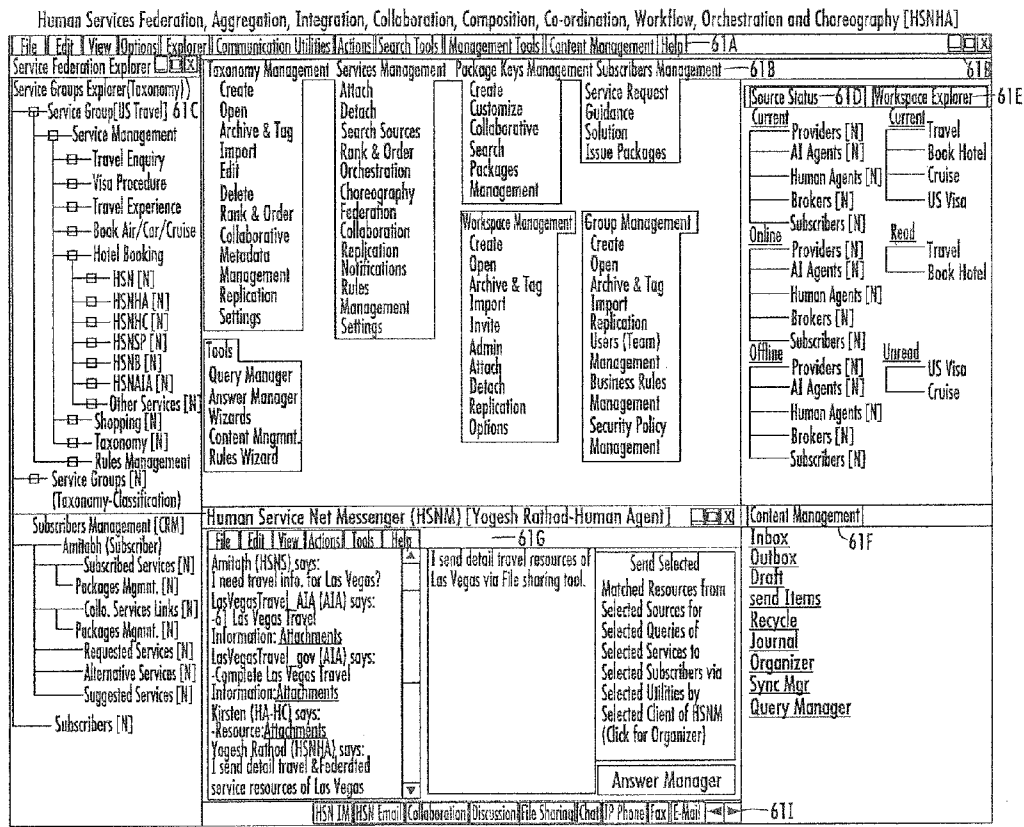 Human Services Federation, Aggregation, Integration, Collaboration, Composition, Co-ordination, Workflow, Orchestration and Choreography [HSNHA]
File Edit View Options Explorer Communication Utilities Actions Search Tools Management Tools Content Management Help 61A
Service Federation Explorer
Service Groups Explorer(Taxonomy))
Service Group[US Travel] 61C
Service Management
Travel Enquiry
Visa Procedure
Travel Experience
Book Air/Car/Cruise
Hotel Booking
HSN [N]
HSNHA [N]
HSNHC [N]
HSNSP [N]
HSNB [N]
HSNAIA [N]
Other Services [N]
Shopping [N]
Taxonomy [N]
Rules Management
Service Groups [N]
(Taxonomy-Classification)
Subscribers Management [CRM]
Amitabh (Subscriber)
Subscribed Services [N]
Packages Mgmnt. [N]
Collo. Services Links [N]
Packages Mgmnt. [N]
Requested Services [N]
Alternative Services [N]
Suggested Services [N]
Subscribers [N]
Taxonomy Management
Create
Open
Archive & Tag
Import
Edit
Delete
Rank & Order
Collaborative
Metadata
Management
Replication
Settings
Services Management
Attach
Detach
Search Sources
Rank & Order
Orchestration
Choreography
Federation
Collaboration
Replication
Notifications
Rules
Management
Settings
Package Keys Management
Create
Customize
Collaborative
Search
Packages
Management
Subscribers Management 61B
Service Request
Guidance
Solution
Issue Packages
61B
Tools
Query Manager
Answer Manager
Wizards
Content Mngmnt.
Rules Wizard
Workspace Management
Create
Open
Archive & Tag
Import
Invite
Admin
Attach
Detach
Replication
Options
Group Management
Create
Open
Archive & Tag
Import
Replication
Users (Team)
Management
Business Rules
Management
Security Policy
Management
Source Status 61D
Current
Providers [N]
AI Agents [N]
Human Agents [N]
Brokers [N]
Subscribers [N]
Online
Providers [N]
AI Agents [N]
Human Agents [N]
Brokers [N]
Subscribers [N]
Offline
Providers [N]
AI Agents [N]
Human Agents [N]
Brokers [N]
Subscribers [N]
Workspace Explorer 61E
Current
Travel
Book Hotel
Cruise
US Visa
Read
Travel
Book Hotel
Unread
US Visa
Cruise
Human Service Net Messenger (HSNM) [Yogesh Rathod-Human Agent]
File Edit View Actions Tools Help 61G
Amitabh (HSNS) says:
I need travel info. for Las Vegas?
LasVegasTravel_AIA (AIA) says:
-6] Las Vegas Travel
Information: Attachments
LasVegasTravel_gov (AIA) says:
-Complete Las Vegas Travel
Information:Attachments
Kirsten (HA-HC) says:
-Resource:Attachments
Yogesh Rathod (HSNHA) says:
I send detail travel &Federdted
service resources of Las Vegas
I send detail travel resources of
Las Vegas via File sharing tool.
Send Selected
Matched Resources from
Selected Sources for
Selected Queries of
Selected Services to
Selected Subscribers via
Selected Utilities by
Selected Client of HSNM
(Click for Organizer)
Answer Manager
HSN IM HSN Email Collaboration Discussion File Sharing Chat IP Phone Fax E-Mail 61I
Content Management
61F
Inbox
Outbox
Draft
send Items
Recycle
Journal
Organizer
Sync Mgr
Query Manager